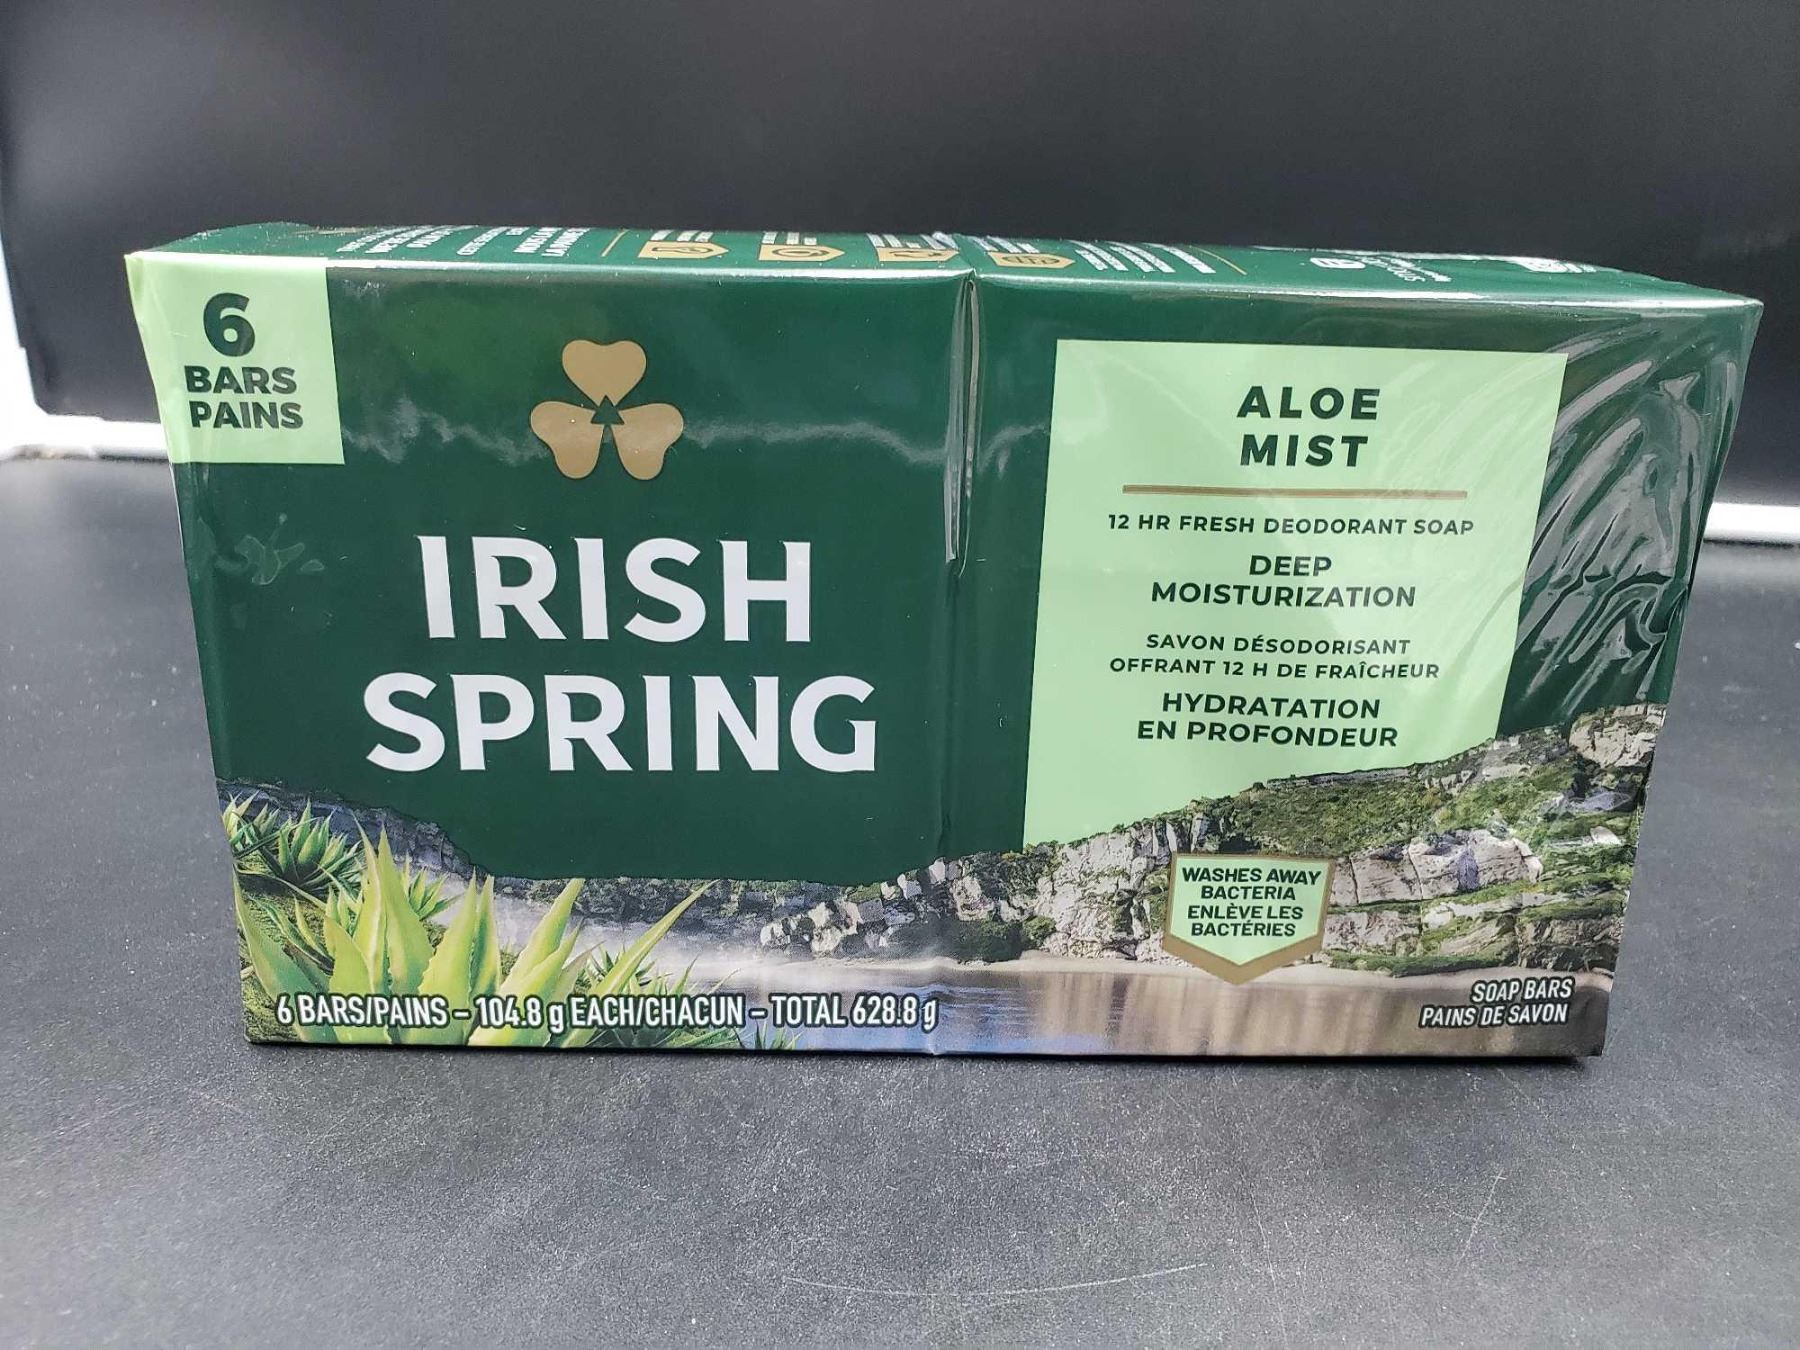 6
BARS
PAINS
IRISH
SPRING
ALOE
MIST
12 HR FRESH DEODORANT SOAP
DEEP
MOISTURIZATION
SAVON DÉSODORISANT
OFFRANT 12 H DE FRAÎCHEUR
HYDRATATION
EN PROFONDEUR
WASHES AWAY
BACTERIA
ENLÈVE LES
BACTÉRIES
6 BARS/PAINS – 104.8 g EACH/CHACUN – TOTAL 628.8 g
SOAP BARS
PAINS DE SAVON